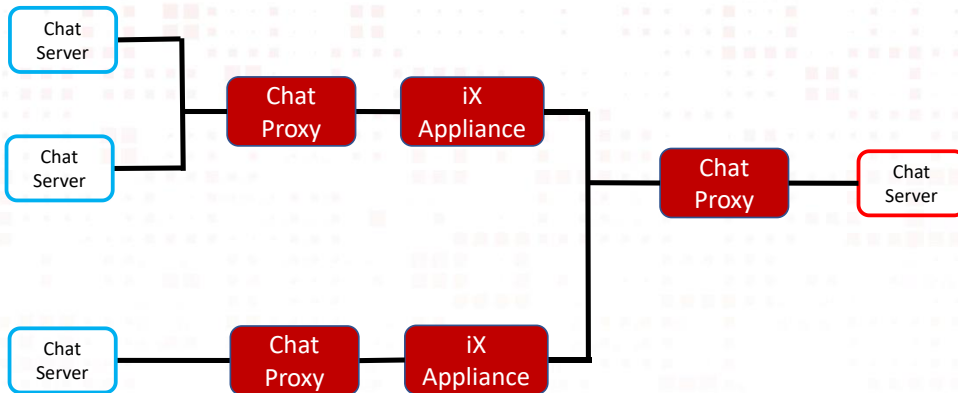 Chat
Server
Chat
Proxy
iX
Appliance
Chat
Server
Chat
Proxy
Chat
Server
Chat
Server
Chat
Proxy
iX
Appliance